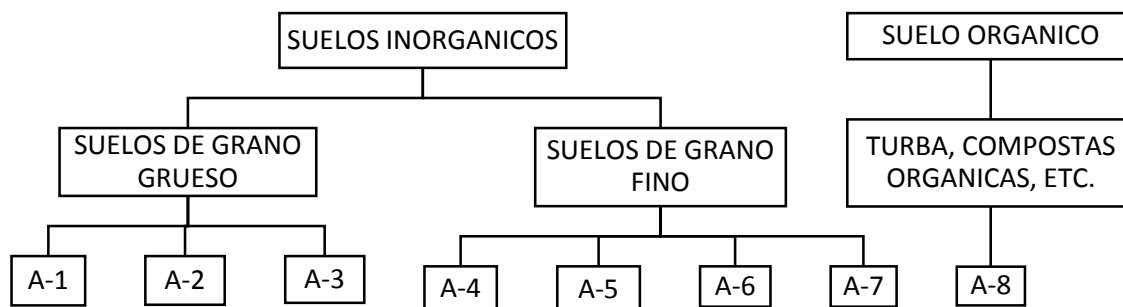 SUELOS INORGANICOS
SUELO ORGANICO
SUELOS DE GRANO
GRUESO
SUELOS DE GRANO
FINO
TURBA, COMPOSTAS
ORGANICAS, ETC.
A-1
A-2
A-3
A-4
A-5
A-6
A-7
A-8